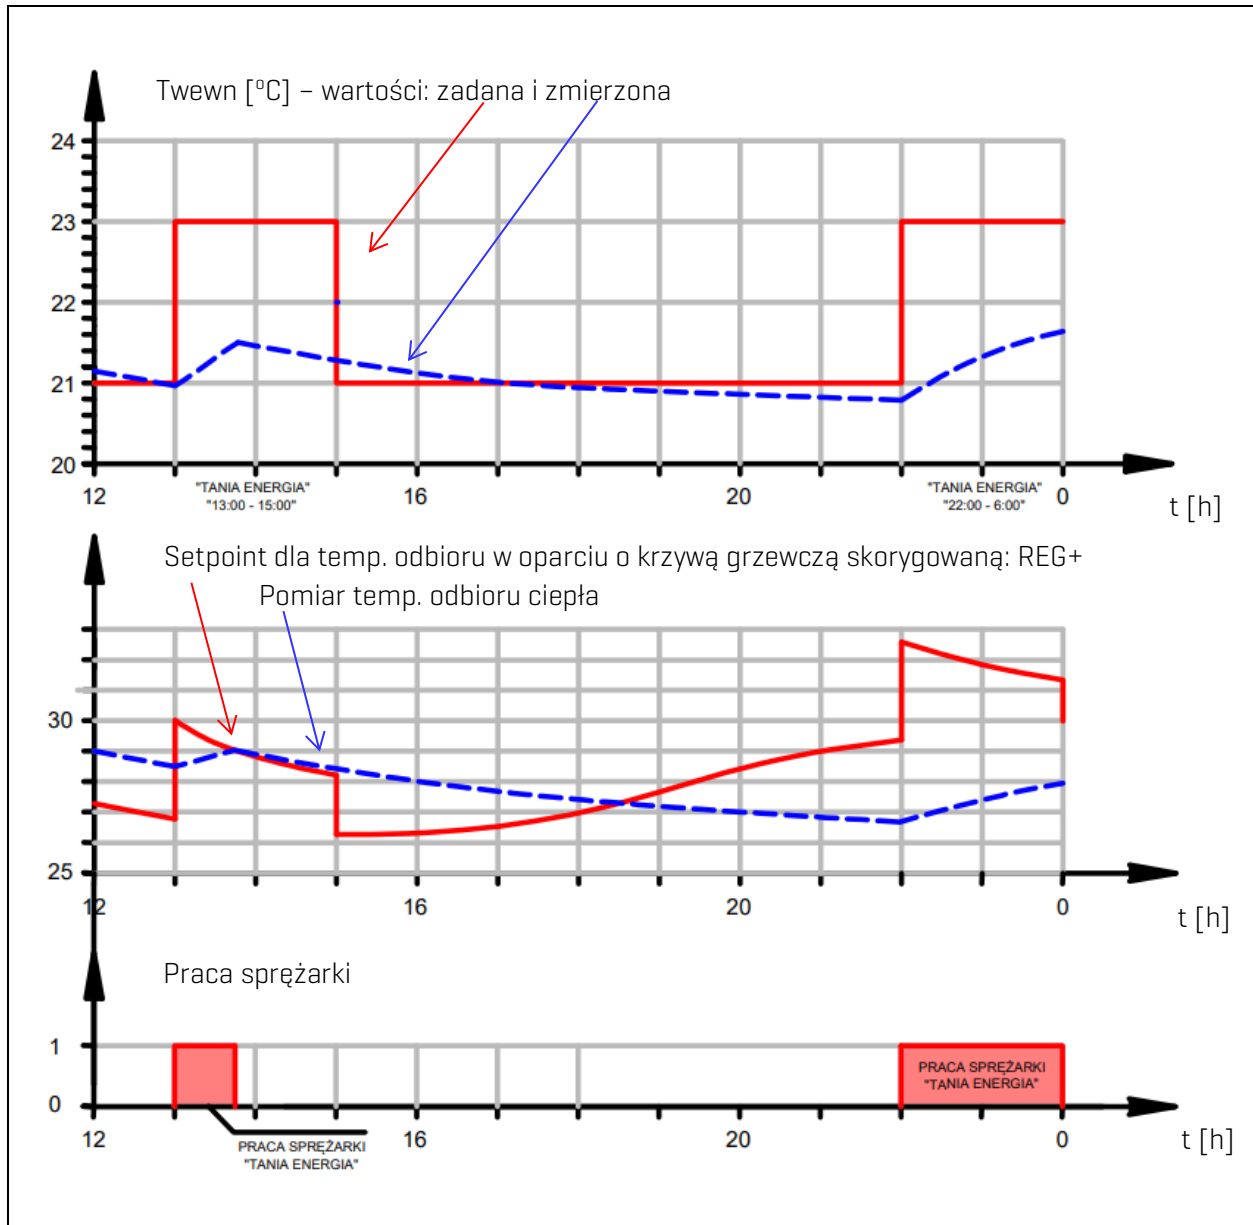 Twewn [ºC] – wartości: zadana i zmierzona
24
23
22
21
20
12
"TANIA ENERGIA"
"13:00 - 15:00"
16
20
"TANIA ENERGIA"
"22:00 - 6:00"
0
t [h]
Setpoint dla temp. odbioru w oparciu o krzywą grzewczą skorygowaną: REG+
Pomiar temp. odbioru ciepła
30
25
12
16
20
0
t [h]
Praca sprężarki
1
0
PRACA SPRĘŻARKI
"TANIA ENERGIA"
12
PRACA SPRĘŻARKI
"TANIA ENERGIA"
16
20
0
t [h]